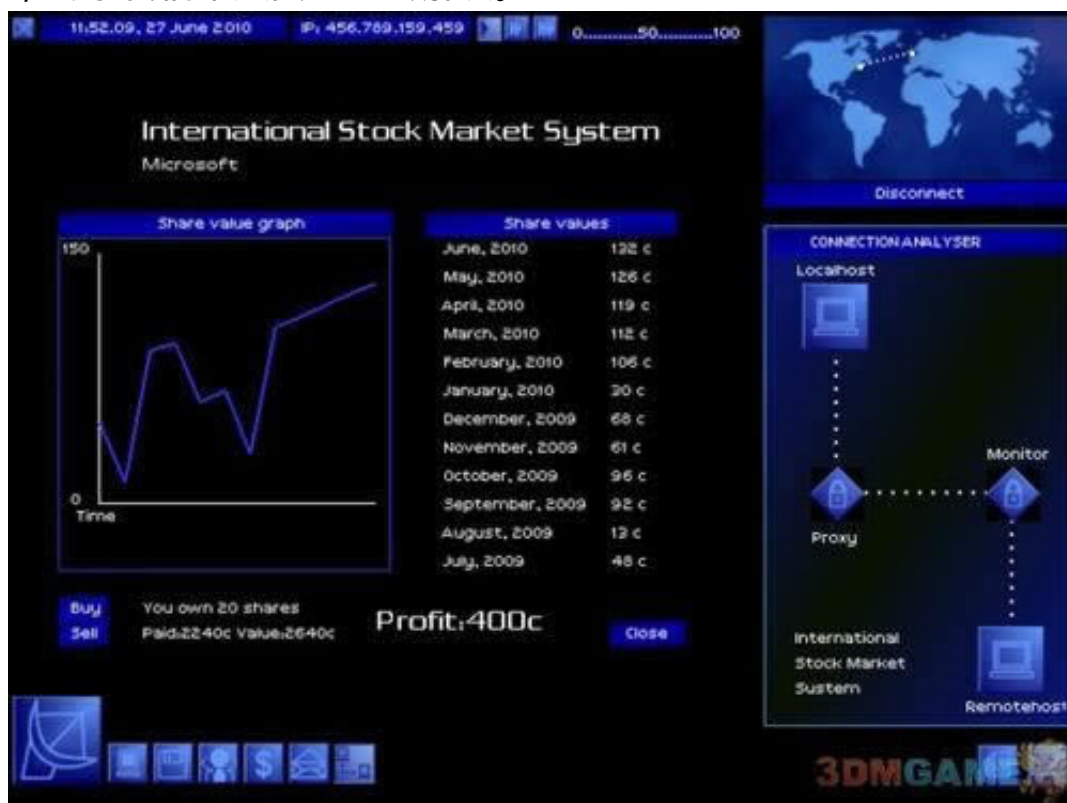 11:52.09, 27 June 2010 IP: 456.789.159.459 0............50............100
International Stock Market System
Microsoft
Disconnect
Share value graph
150
0
Time
Share values
June, 2010 132 c
May, 2010 126 c
April, 2010 119 c
March, 2010 112 c
February, 2010 106 c
January, 2010 30 c
December, 2009 68 c
November, 2009 61 c
October, 2009 96 c
September, 2009 92 c
August, 2009 13 c
July, 2009 48 c
CONNECTION ANALYSER
Localhost
Proxy
Monitor
International
Stock Market
System
Remotehost
Buy
Sell
You own 20 shares
Paid:2240c Value:2640c
Profit:400c
Close
$
3DMGAME